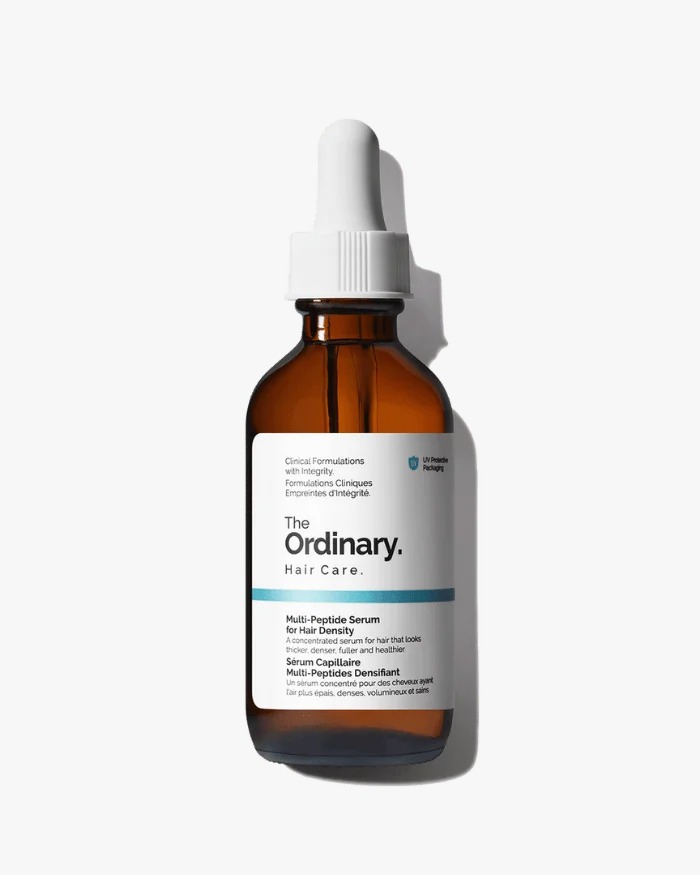 Clinical Formulations
with Integrity.
Formulations Cliniques
Empreintes d'Intégrité.
UV Protective
Packaging
The
Ordinary.
Hair Care.
Multi-Peptide Serum
for Hair Density
A concentrated serum for hair that looks
thicker, denser, fuller and healthier
Sérum Capillaire
Multi-Peptides Densifiant
Un sérum concentré pour des cheveux ayant
l'air plus épais, denses, volumineux et sains